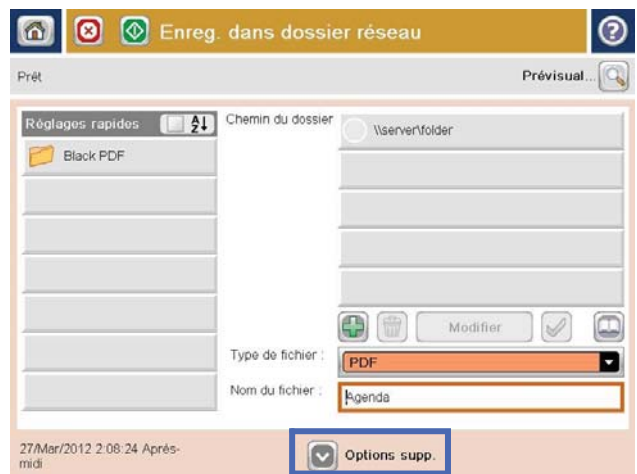 Enreg. dans dossier réseau
Prêt
Prévisual...
Réglages rapides
Black PDF
Chemin du dossier
\\server\folder
Modifier
Type de fichier :
PDF
Nom du fichier :
Agenda
27/Mar/2012 2:08:24 Après-
midi
Options supp.